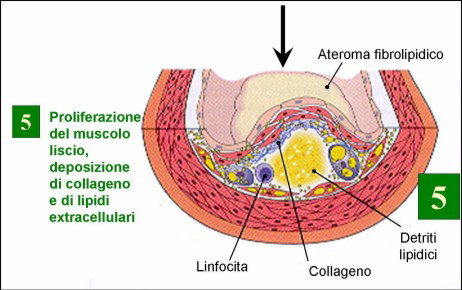 Ateroma fibrolipidico
5 Proliferazione
del muscolo
liscio,
deposizione
di collageno
e di lipidi
extracellulari
5
Detriti
lipidici
Linfocita
Collageno